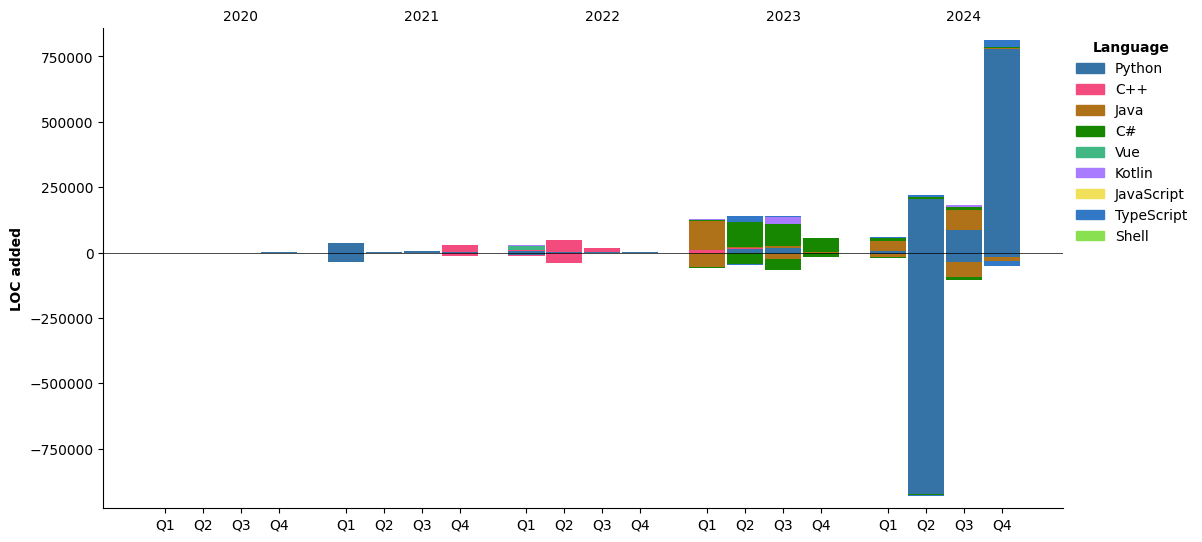 2020 2021 2022 2023 2024
LOC added
750000
500000
250000
0
−250000
−500000
−750000
Q1 Q2 Q3 Q4 Q1 Q2 Q3 Q4 Q1 Q2 Q3 Q4 Q1 Q2 Q3 Q4 Q1 Q2 Q3 Q4
Language
Python
C++
Java
C#
Vue
Kotlin
JavaScript
TypeScript
Shell